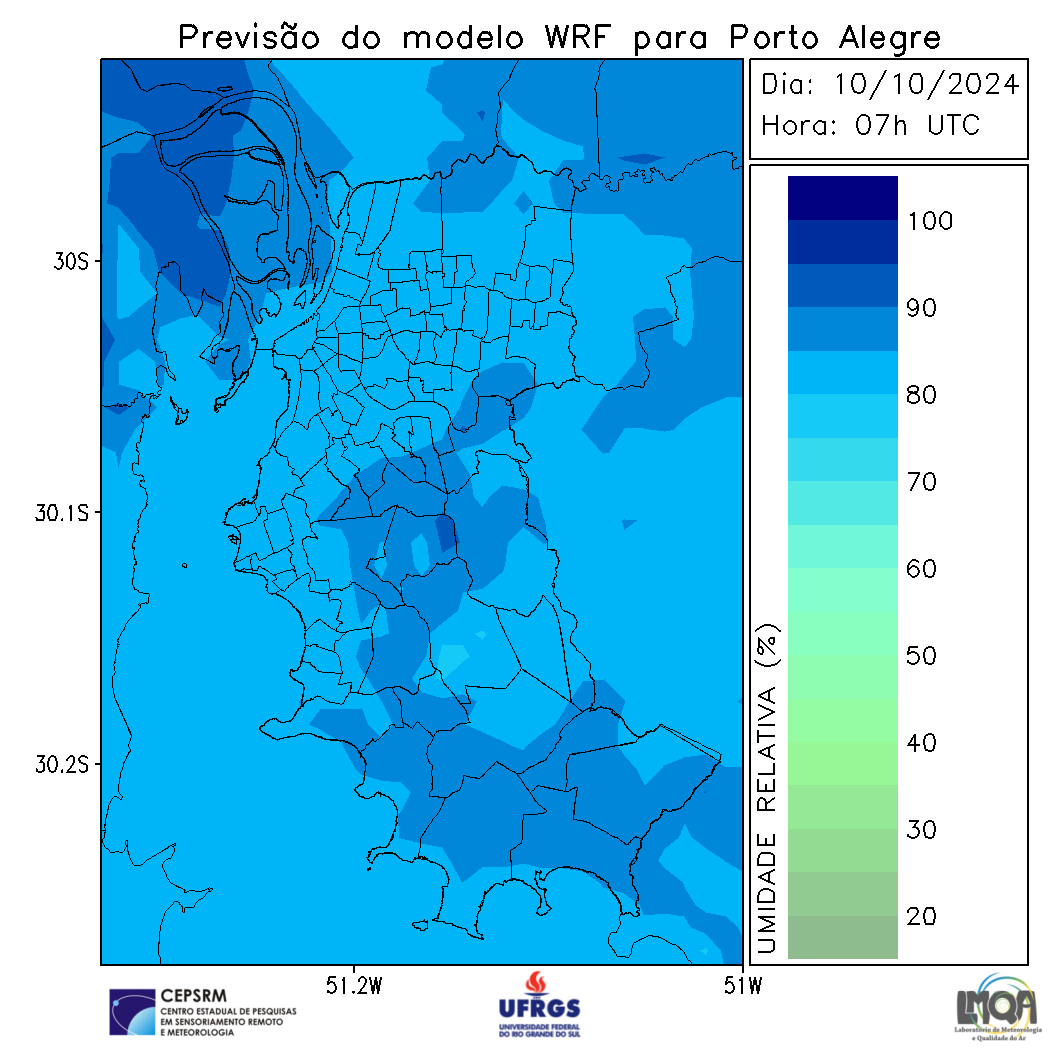 Previsão do modelo WRF para Porto Alegre
Dia: 10/10/2024
Hora: 07h UTC
100
90
80
70
60
50
40
30
20
UMIDADE RELATIVA (%)
30S
30.1S
30.2S
51.2W
51W
CEPSRM
CENTRO ESTADUAL DE PESQUISAS
EM SENSORIAMENTO REMOTO
E METEOROLOGIA
UFRGS
UNIVERSIDADE FEDERAL
DO RIO GRANDE DO SUL
LMQA
Laboratório de Meteorologia
e Qualidade do Ar